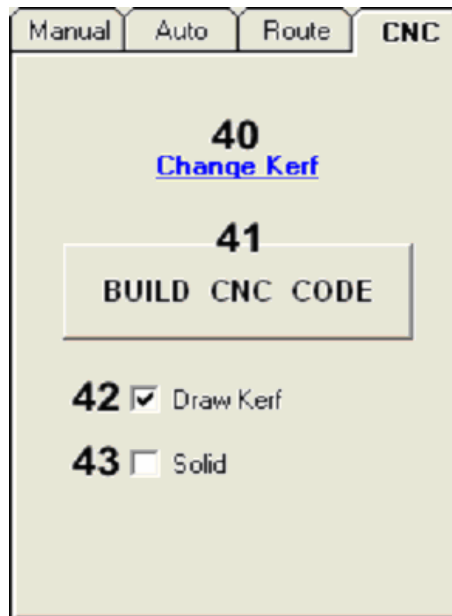 Manual Auto Route CNC
40
Change Kerf
41
BUILD CNC CODE
42 Draw Kerf
43 Solid